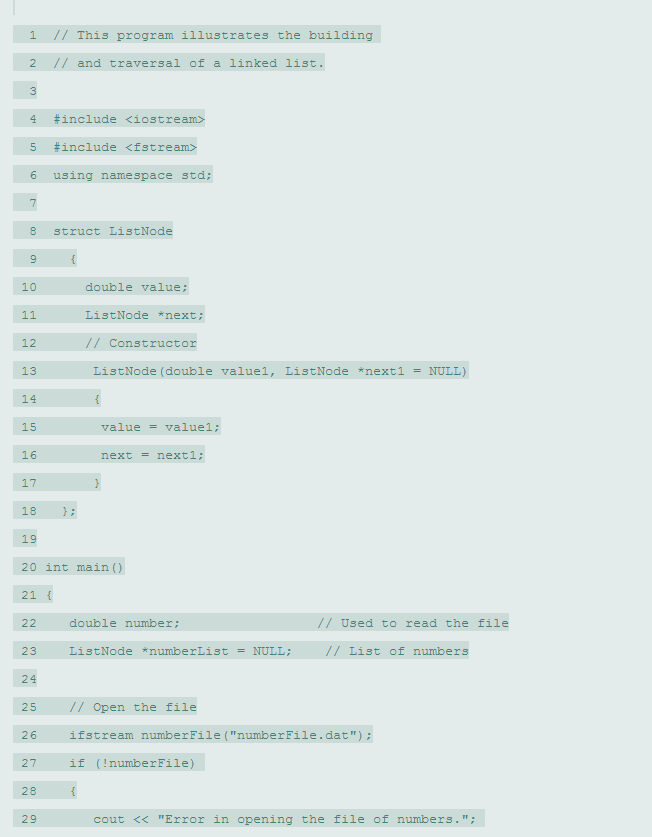 1 // This program illustrates the building
2 // and traversal of a linked list.
3
4 #include <iostream>
5 #include <fstream>
6 using namespace std;
7
8 struct ListNode
9 {
10 double value;
11 ListNode *next;
12 // Constructor
13 ListNode(double value1, ListNode *next1 = NULL)
14 {
15 value = value1;
16 next = next1;
17 }
18 };
19
20 int main()
21 {
22 double number; // Used to read the file
23 ListNode *numberList = NULL; // List of numbers
24
25 // Open the file
26 ifstream numberFile("numberFile.dat");
27 if (!numberFile)
28 {
29 cout << "Error in opening the file of numbers.";